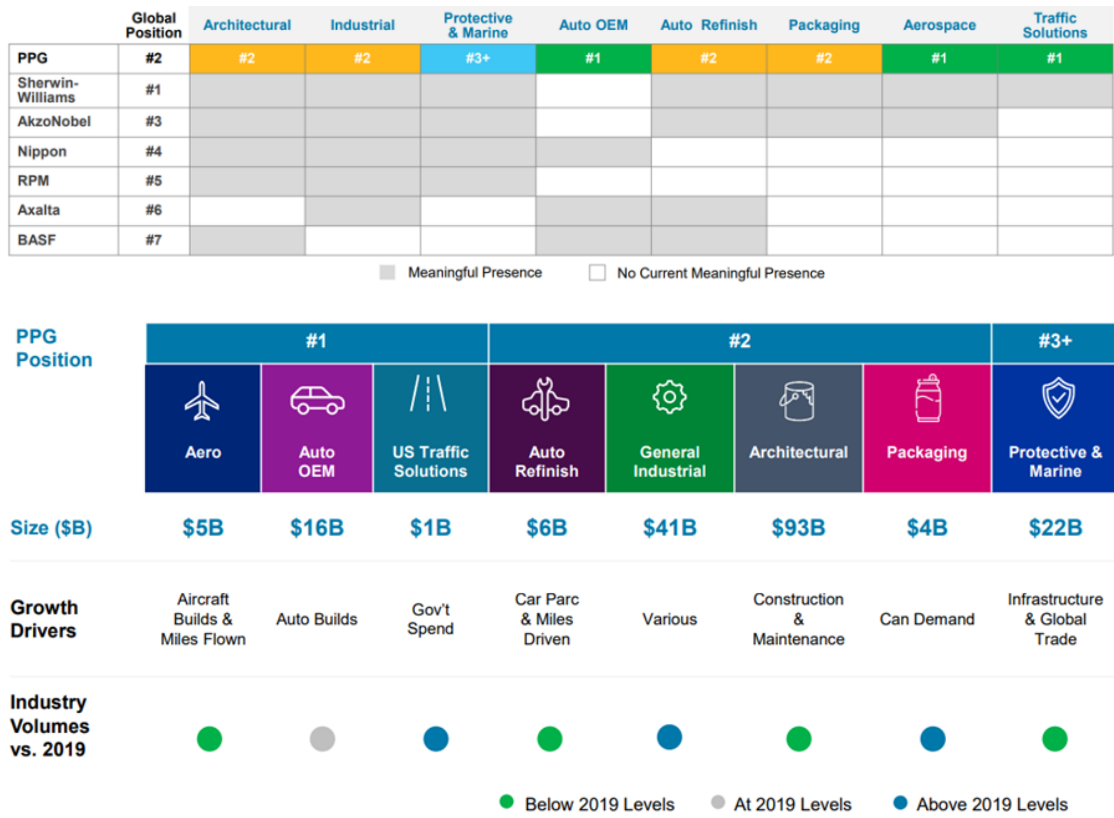 Global Position Architectural Industrial Protective & Marine Auto OEM Auto Refinish Packaging Aerospace Traffic Solutions
PPG #2 #2 #2 #3+ #1 #2 #2 #1 #1
Sherwin-Williams #1
AkzoNobel #3
Nippon #4
RPM #5
Axalta #6
BASF #7
Meaningful Presence No Current Meaningful Presence
PPG Position #1 #2 #3+
Aero Auto OEM US Traffic Solutions Auto Refinish General Industrial Architectural Packaging Protective & Marine
Size ($B) $5B $16B $1B $6B $41B $93B $4B $22B
Growth Drivers Aircraft Builds & Miles Flown Auto Builds Gov't Spend Car Parc & Miles Driven Various Construction & Maintenance Can Demand Infrastructure & Global Trade
Industry Volumes vs. 2019
Below 2019 Levels At 2019 Levels Above 2019 Levels